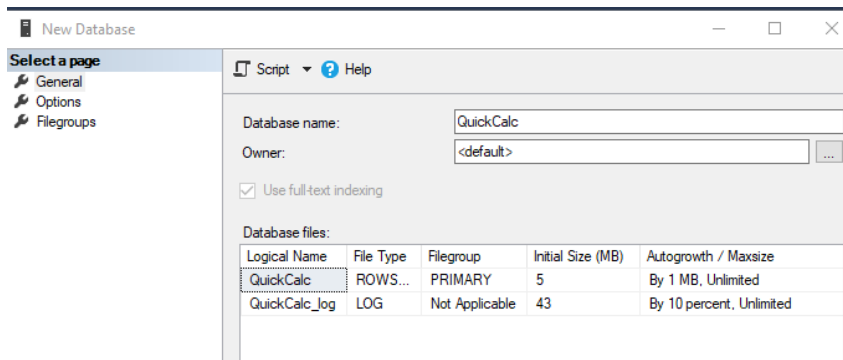 New Database
Select a page
General
Options
Filegroups
Script Help
Database name: QuickCalc
Owner: <default> ...
Use full-text indexing
Database files:
Logical Name File Type Filegroup Initial Size (MB) Autogrowth / Maxsize
QuickCalc ROWS... PRIMARY 5 By 1 MB, Unlimited
QuickCalc_log LOG Not Applicable 43 By 10 percent, Unlimited